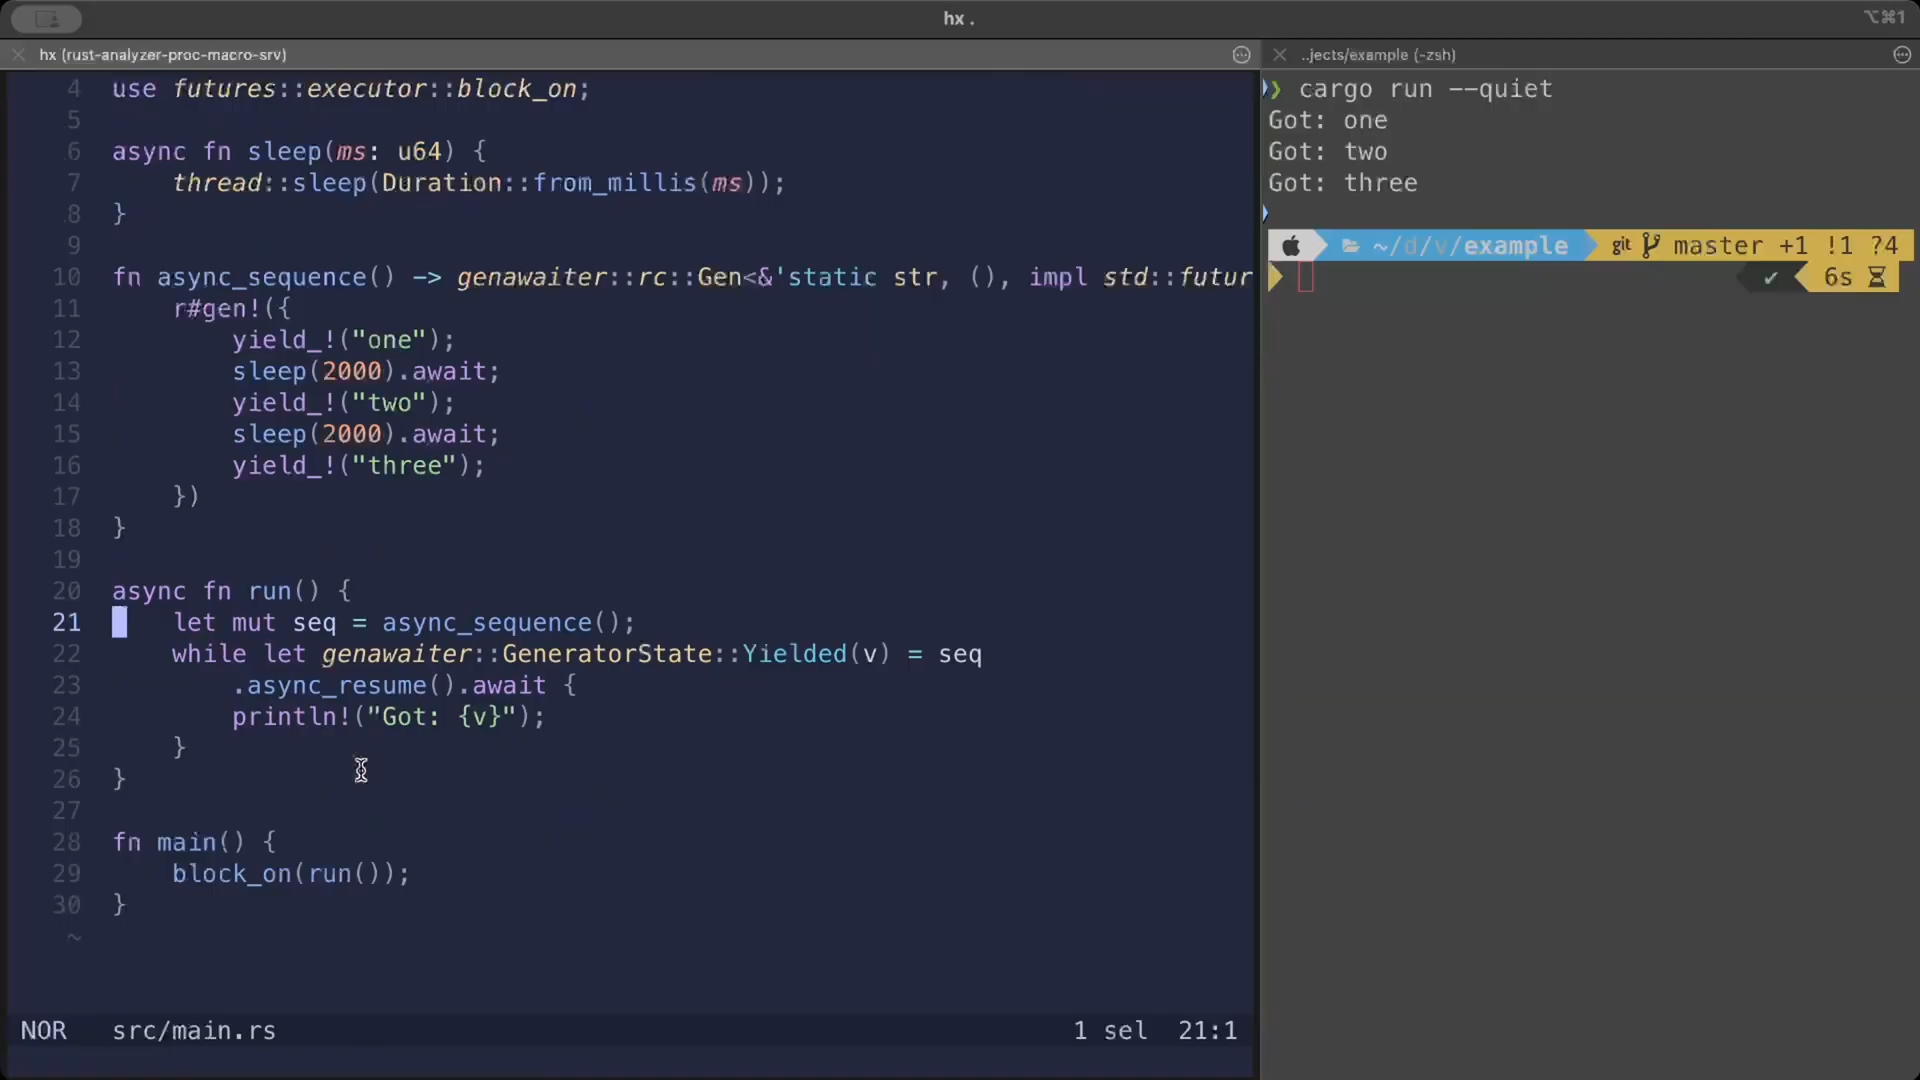 hx .
⌥⌘1
hx (rust-analyzer-proc-macro-srv)
4 use futures::executor::block_on;
5
6 async fn sleep(ms: u64) {
7     thread::sleep(Duration::from_millis(ms));
8 }
9
10 fn async_sequence() -> genawaiter::rc::Gen<&'static str, (), impl std::futur
11     r#gen!({
12         yield_!("one");
13         sleep(2000).await;
14         yield_!("two");
15         sleep(2000).await;
16         yield_!("three");
17     })
18 }
19
20 async fn run() {
21     let mut seq = async_sequence();
22     while let genawaiter::GeneratorState::Yielded(v) = seq
23         .async_resume().await {
24         println!("Got: {v}");
25     }
26 }
27
28 fn main() {
29     block_on(run());
30 }
~
NOR src/main.rs 1 sel 21:1
..jects/example (-zsh)
❯ cargo run --quiet
Got: one
Got: two
Got: three
~/d/v/example git master +1 !1 ?4
✔ 6s